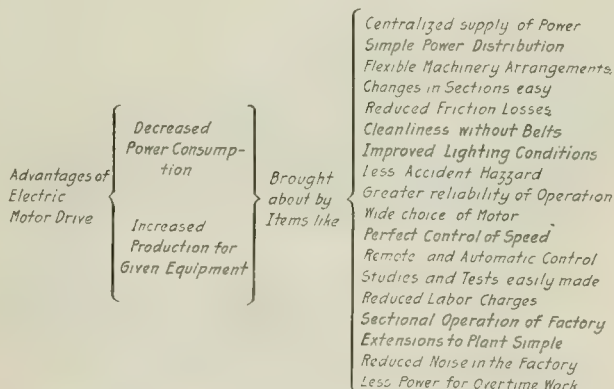 Advantages of
Electric
Motor Drive
Decreased
Power Consump-
tion
Increased
Production for
Given Equipment
Brought
about by
Items like
Centralized supply of Power
Simple Power Distribution
Flexible Machinery Arrangements.
Changes in Sections easy
Reduced Friction Losses
Cleanliness without Belts
Improved Lighting Conditions
Less Accident Hazzard
Greater reliability of Operation
Wide choice of Motor
Perfect Control of Speed
Remote and Automatic Control
Studies and Tests easily made
Reduced Labor Charges
Sectional Operation of Factory
Extensions to Plant Simple
Reduced Noise in the Factory
Less Power for Overtime Work